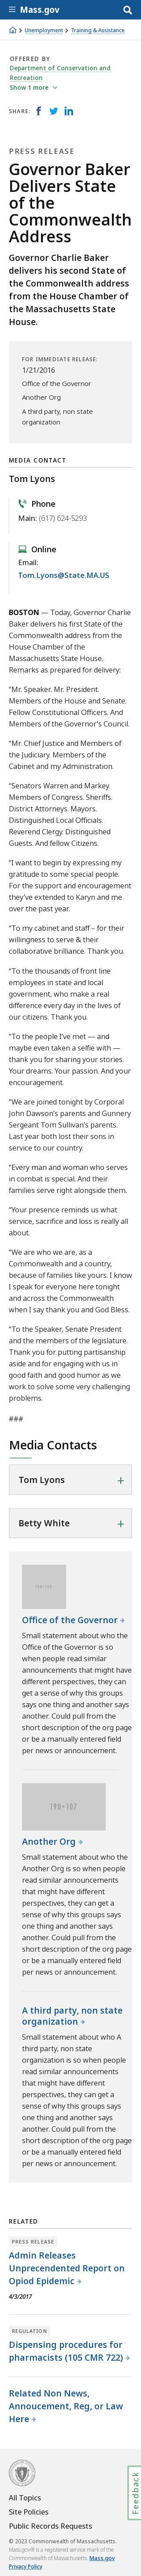 Mass.gov
Unemployment > Training & Assistance
OFFERED BY
Department of Conservation and
Recreation
Show 1 more
SHARE:
PRESS RELEASE
Governor Baker
Delivers State
of the
Commonwealth
Address
Governor Charlie Baker
delivers his second State of
the Commonwealth address
from the House Chamber of
the Massachusetts State
House.
FOR IMMEDIATE RELEASE:
1/21/2016
Office of the Governor
Another Org
A third party, non state
organization
MEDIA CONTACT
Tom Lyons
Phone
Main: (617) 624-5293
Online
Email:
Tom.Lyons@State.MA.US
BOSTON — Today, Governor Charlie
Baker delivers his first State of the
Commonwealth address from the
House Chamber of the
Massachusetts State House.
Remarks as prepared for delivery:
“Mr. Speaker. Mr. President.
Members of the House and Senate.
Fellow Constitutional Officers. And
Members of the Governor’s Council.
“Mr. Chief Justice and Members of
the Judiciary. Members of the
Cabinet and my Administration.
“Senators Warren and Markey.
Members of Congress. Sheriffs.
District Attorneys. Mayors.
Distinguished Local Officials.
Reverend Clergy. Distinguished
Guests. And fellow Citizens.
“I want to begin by expressing my
gratitude to some special people.
For their support and encouragement
they’ve extended to Karyn and me
over the past year.
“To my cabinet and staff – for their
willingness to serve & their
collaborative brilliance. Thank you.
“To the thousands of front line
employees in state and local
government, who make a real
difference every day in the lives of
our citizens. Thank you.
“To the people I’ve met — and
maybe even taken a selfie with —
thank you for sharing your stories.
Your dreams. Your passion. And your
encouragement.
“We are joined tonight by Corporal
John Dawson’s parents and Gunnery
Sergeant Tom Sullivan’s parents.
Last year both lost their sons in
service to our country.
“Every man and woman who serves
in combat is special. And their
families serve right alongside them.
“Your presence reminds us what
service, sacrifice and loss are really all
about.
“We who love who we are, as a
Commonwealth and a country,
because of families like yours. I know
I speak for everyone here tonight
and across the Commonwealth
when I say thank you and God Bless.
“To the Speaker, Senate President
and the members of the legislature.
Thank you for putting partnership
aside and for engaging with us in
good faith and good humor as we
work to solve some very challenging
problems.
###
Media Contacts
Tom Lyons
Betty White
Office of the Governor
Small statement about who the
Office of the Governor is so
when people read similar
announcements that might have
different themepaths, they can
get a sense of why this groups
says one thing and another says
another. Could pull from the
short description of the org page
or be a manually entered field
per news or announcement.
190×107
Another Org
Small statement about who the
Another Org is so when people
read similar announcements
that might have different
themepaths, they can get a
sense of why this groups says
one thing and another says
another. Could pull from the
short description of the org page
or be a manually entered field
per news or announcement.
A third party, non state
organization
Small statement about who A
third party, non state
organization is so when people
read similar announcements
that might have different
themepaths, they can get a
sense of why this groups says
one thing and another says
another. Could pull from the
short description of the org page
or be a manually entered field
per news or announcement.
RELATED
PRESS RELEASE
Admin Releases
Unprecendented Report on
Opiod Epidemic
4/3/2017
REGULATION
Dispensing procedures for
pharmacists (105 CMR 722)
Related Non News,
Annoucement, Reg, or Law
Here
Feedback
All Topics
Site Policies
Public Records Requests
© 2023 Commonwealth of Massachusetts.
Mass.gov® is a registered service mark of the
Commonwealth of Massachusetts. Mass.gov
Privacy Policy